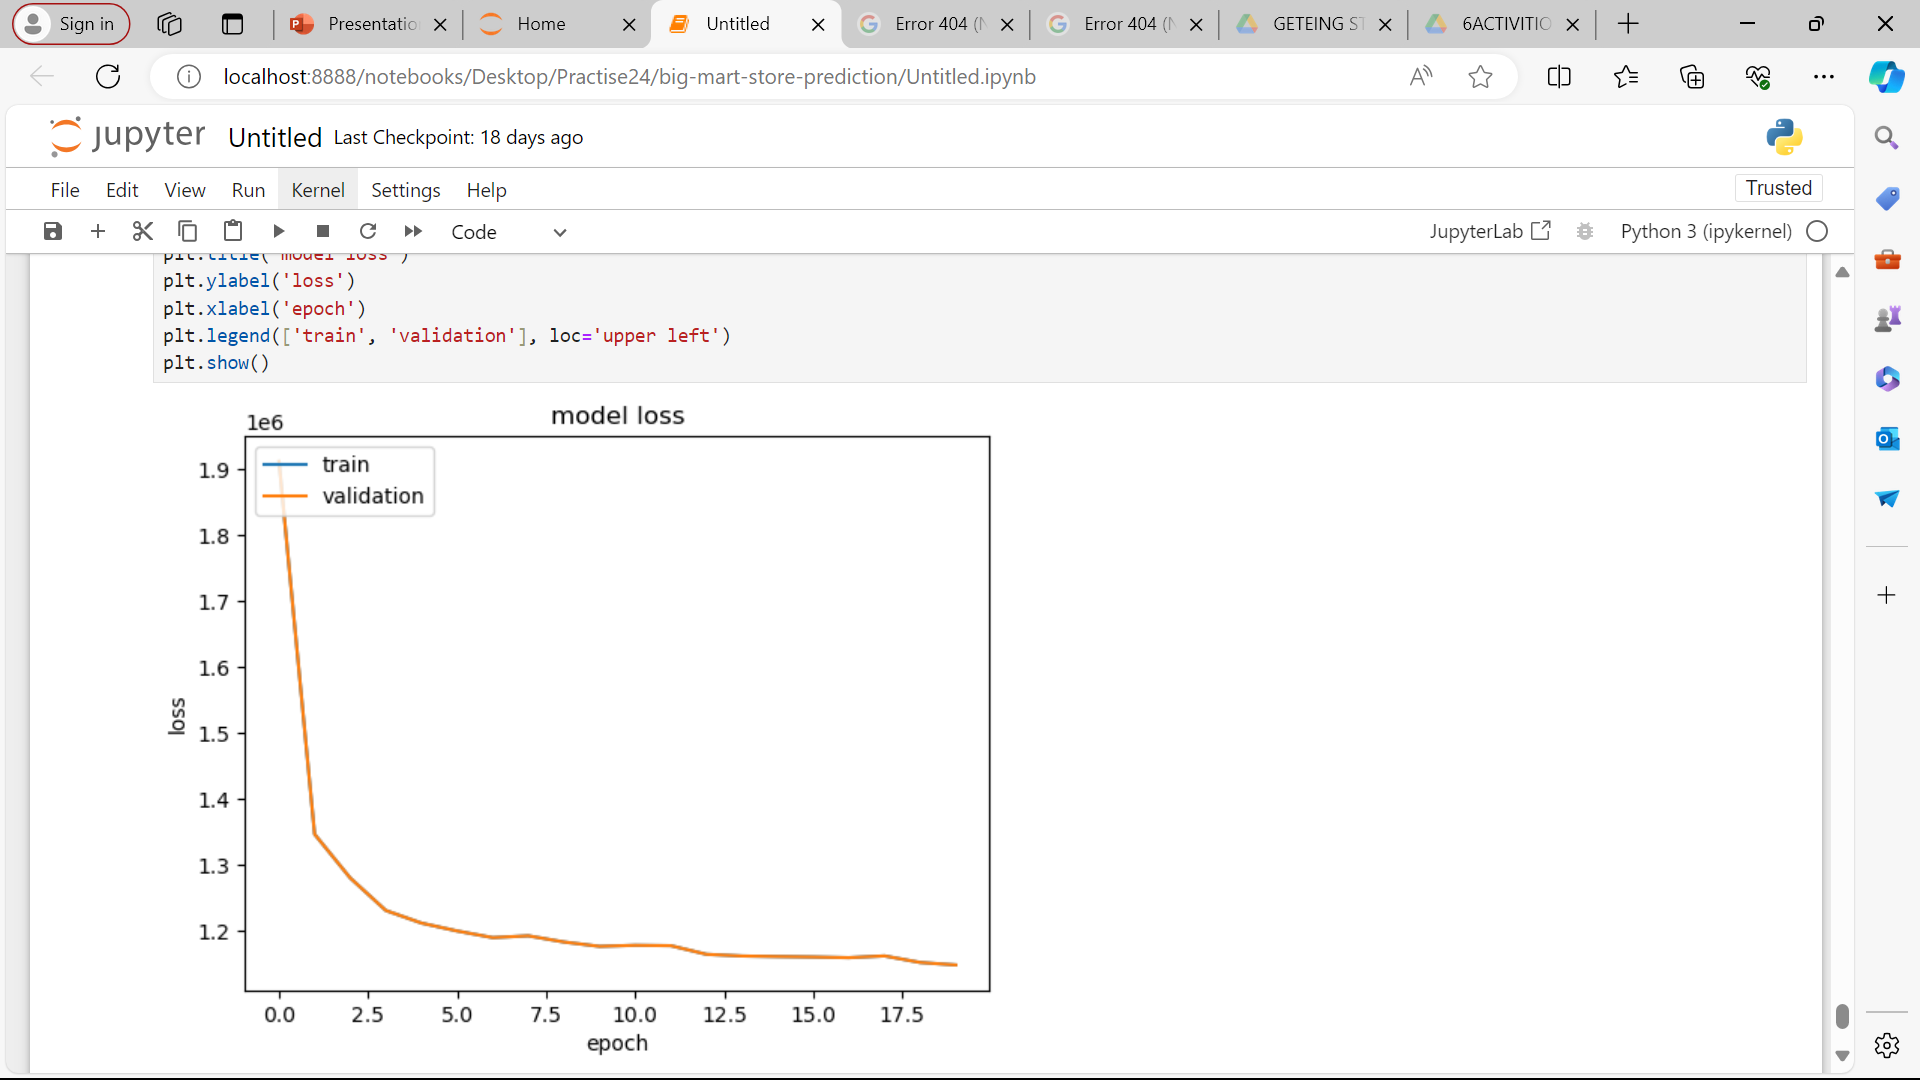 Sign in
Presentatio
Home
Untitled
Error 404 (N
Error 404 (N
GETEING ST
6ACTIVITIO
localhost:8888/notebooks/Desktop/Practise24/big-mart-store-prediction/Untitled.ipynb
jupyter Untitled Last Checkpoint: 18 days ago
File Edit View Run Kernel Settings Help
Trusted
Code
JupyterLab
Python 3 (ipykernel)
plt.title('model loss')
plt.ylabel('loss')
plt.xlabel('epoch')
plt.legend(['train', 'validation'], loc='upper left')
plt.show()
model loss
1e6
train
validation
1.9
1.8
1.7
1.6
1.5
1.4
1.3
1.2
loss
0.0 2.5 5.0 7.5 10.0 12.5 15.0 17.5
epoch